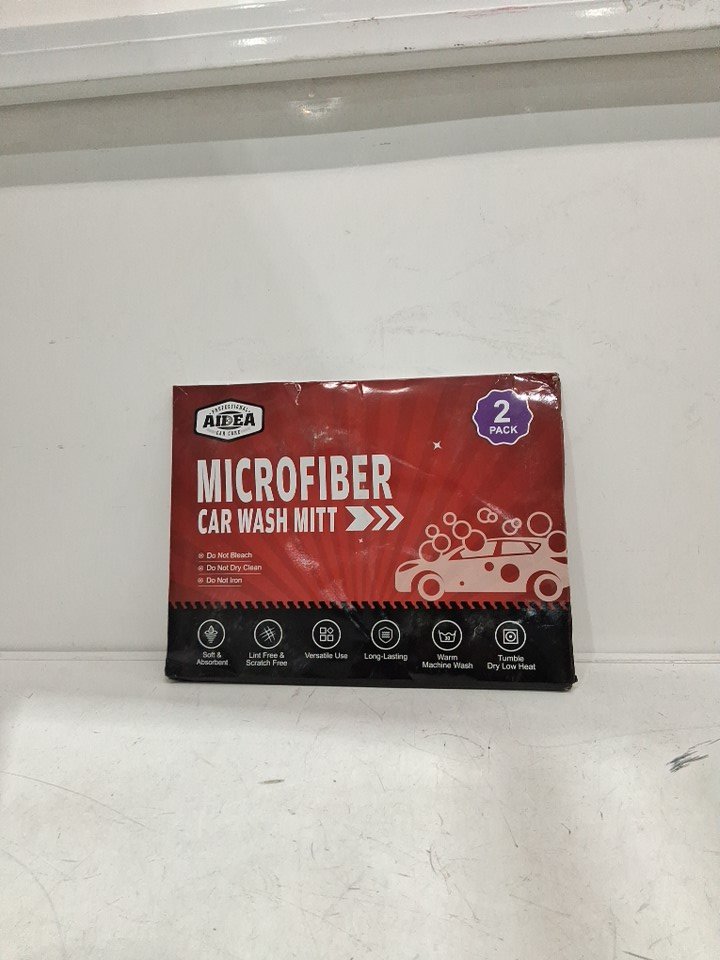 PROFESSIONAL
AIDEA
CAR CARE
2
PACK
MICROFIBER
CAR WASH MITT
Do Not Bleach
Do Not Dry Clean
Do Not Iron
Soft &
Absorbent
Lint Free &
Scratch Free
Versatile Use
Long-Lasting
Warm
Machine Wash
Tumble
Dry Low Heat